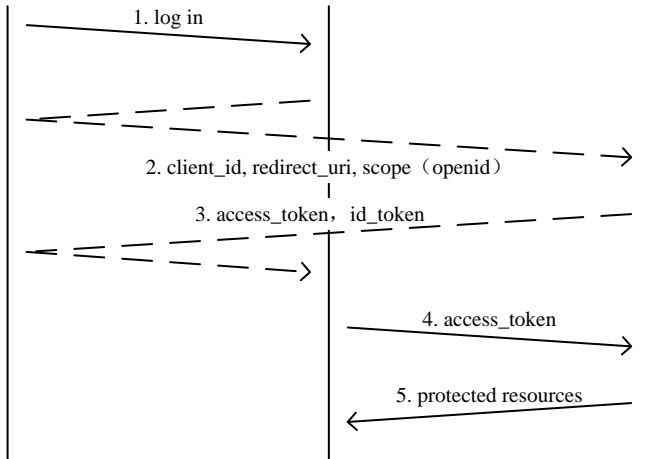 1. log in
2. client_id, redirect_uri, scope（openid）
3. access_token，id_token
4. access_token
5. protected resources